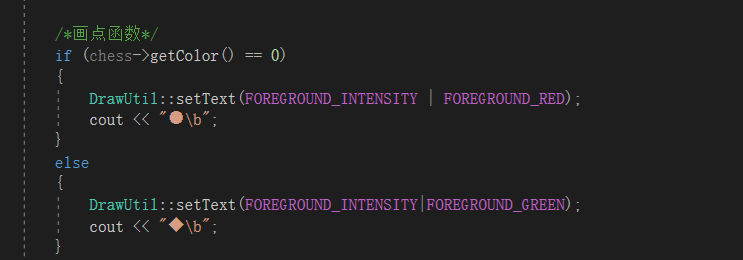 /*画点函数*/
if (chess->getColor() == 0)
{
DrawUtil::setText(FOREGROUND_INTENSITY | FOREGROUND_RED);
cout << "●\b";
}
else
{
DrawUtil::setText(FOREGROUND_INTENSITY|FOREGROUND_GREEN);
cout << "◆\b";
}